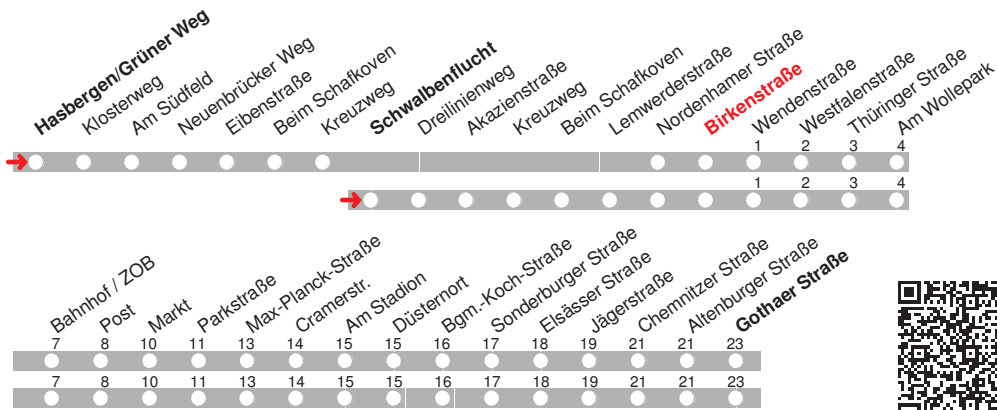 Hasbergen/Grüner Weg
Klosterweg
Am Südfeld
Neuenbrücker Weg
Eibenstraße
Beim Schafkoven
Kreuzweg
Schwalbenflucht
Dreilinienweg
Akazienstraße
Kreuzweg
Beim Schafkoven
Lemwerderstraße
Nordenhamer Straße
Birkenstraße
Wendenstraße
Westfalenstraße
Thüringer Straße
Am Wollepark
1 2 3 4
1 2 3 4
Bahnhof / ZOB
Post
Markt
Parkstraße
Max-Planck-Straße
Cramerstr.
Am Stadion
Düsternort
Bgm.-Koch-Straße
Sonderburger Straße
Elsässer Straße
Jägerstraße
Chemnitzer Straße
Altenburger Straße
Gothaer Straße
7 8 10 11 13 14 15 15 16 17 18 19 21 21 23
7 8 10 11 13 14 15 15 16 17 18 19 21 21 23